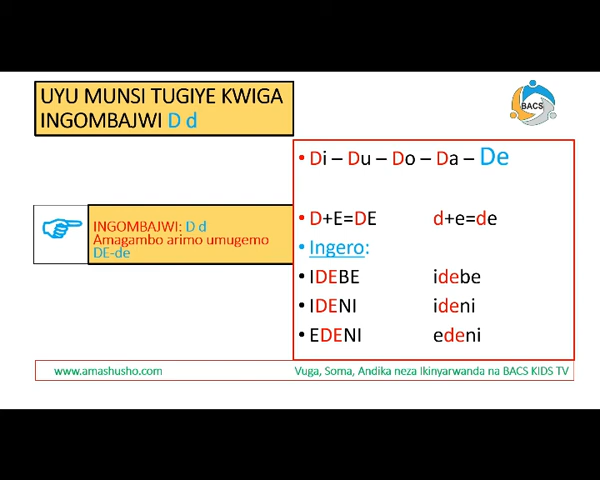 UYU MUNSI TUGIYE KWIGA
INGOMBAJWI D d
BACS
• Di – Du – Do – Da – De
INGOMBAJWI: D d
Amagambo arimo umugemo
DE-de
• D+E=DE d+e=de
• Ingero:
• IDEBE idebe
• IDENI ideni
• EDENI edeni
www.amashusho.com
Vuga, Soma, Andika neza Ikinyarwanda na BACS KIDS TV